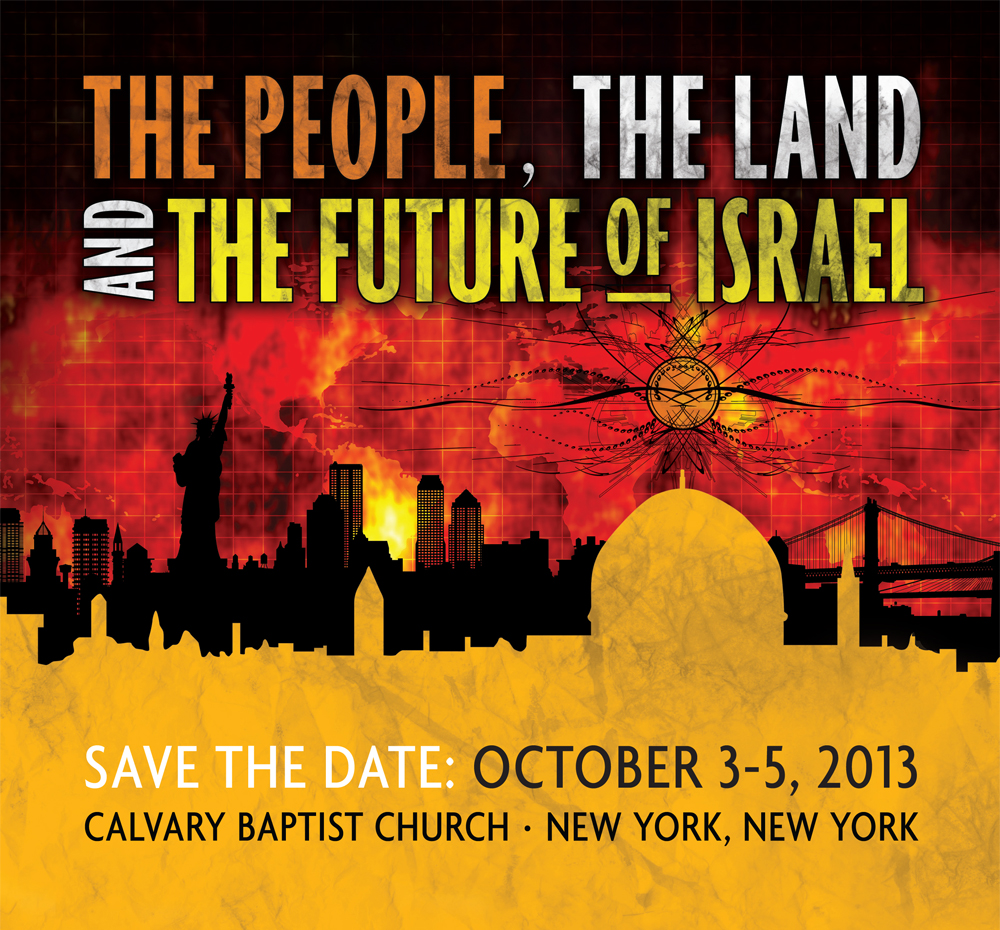 THE PEOPLE, THE LAND
AND THE FUTURE OF ISRAEL
SAVE THE DATE: OCTOBER 3-5, 2013
CALVARY BAPTIST CHURCH · NEW YORK, NEW YORK